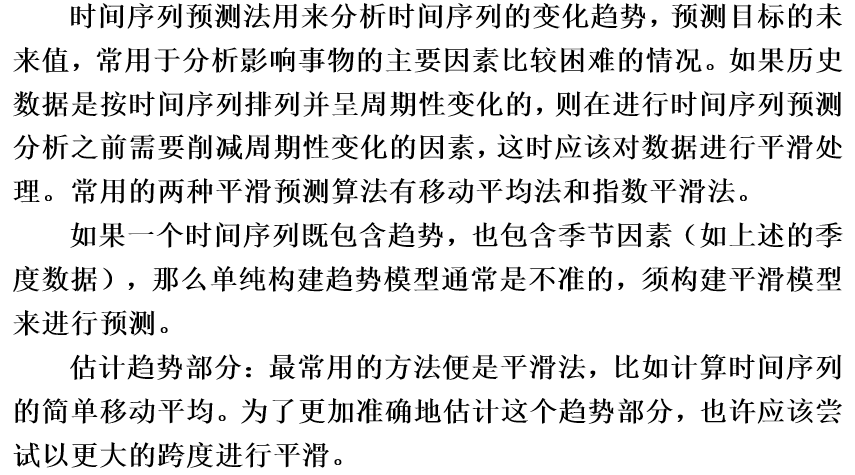 时间序列预测法用来分析时间序列的变化趋势，预测目标的未
来值，常用于分析影响事物的主要因素比较困难的情况。如果历史
数据是按时间序列排列并呈周期性变化的，则在进行时间序列预测
分析之前需要削减周期性变化的因素，这时应该对数据进行平滑处
理。常用的两种平滑预测算法有移动平均法和指数平滑法。
如果一个时间序列既包含趋势，也包含季节因素（如上述的季
度数据），那么单纯构建趋势模型通常是不准的，须构建平滑模型
来进行预测。
估计趋势部分：最常用的方法便是平滑法，比如计算时间序列
的简单移动平均。为了更加准确地估计这个趋势部分，也许应该尝
试以更大的跨度进行平滑。